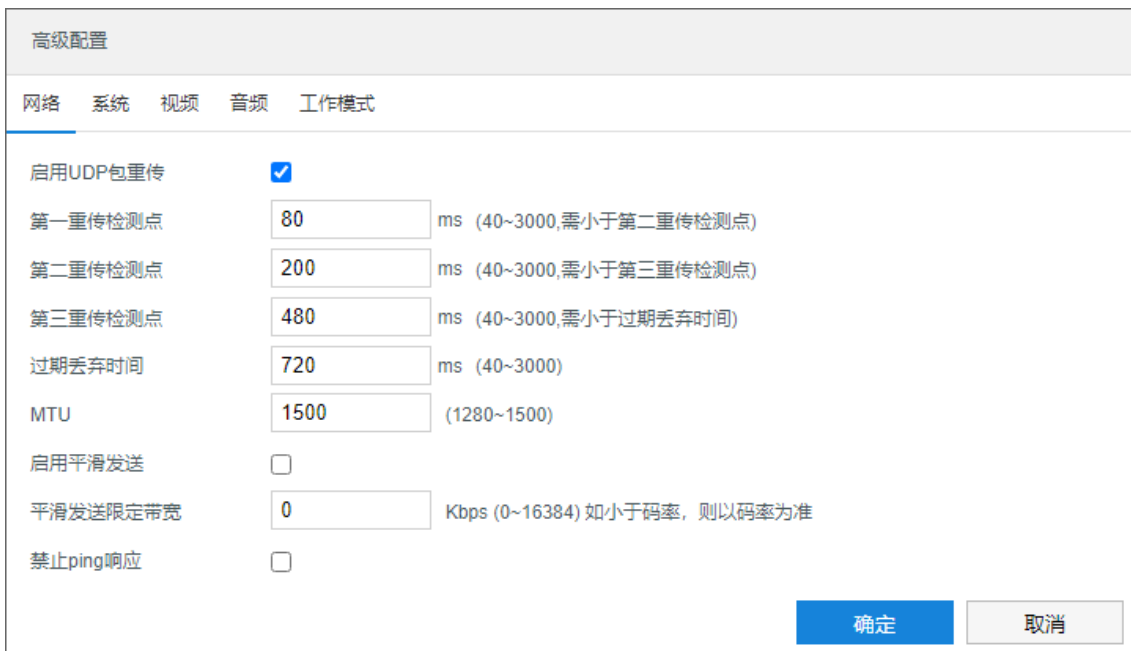 高级配置
网络 系统 视频 音频 工作模式
启用UDP包重传
第一重传检测点 80 ms (40~3000,需小于第二重传检测点)
第二重传检测点 200 ms (40~3000,需小于第三重传检测点)
第三重传检测点 480 ms (40~3000,需小于过期丢弃时间)
过期丢弃时间 720 ms (40~3000)
MTU 1500 (1280~1500)
启用平滑发送
平滑发送限定带宽 0 Kbps (0~16384) 如小于码率，则以码率为准
禁止ping响应
确定 取消